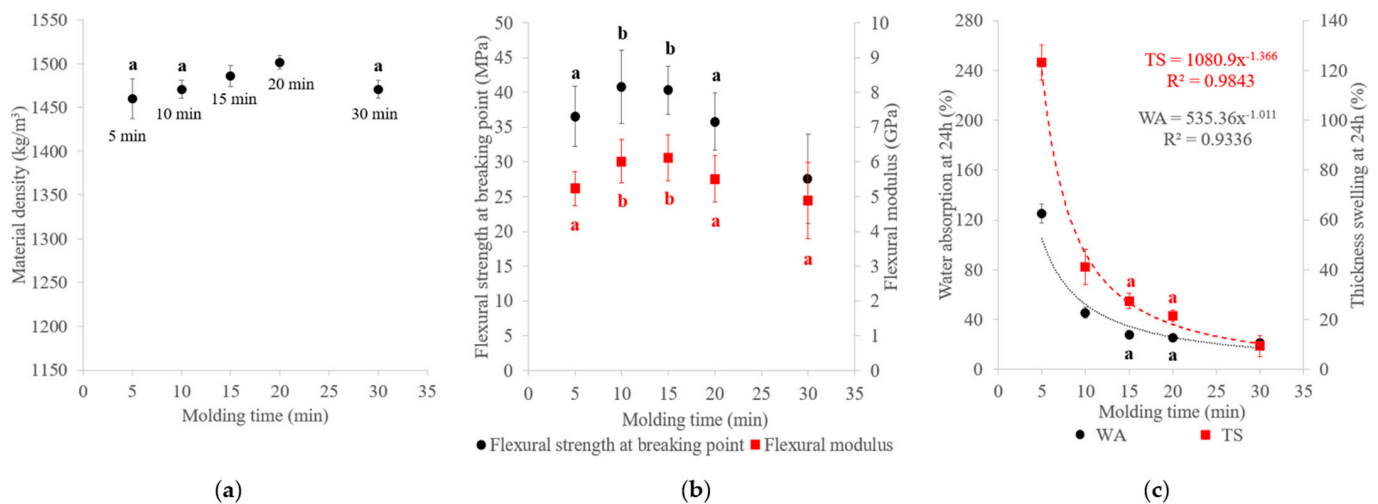 Material density (kg/m³)
1550
1500
1450
1400
1350
1300
1250
1200
1150
a
a
a
5 min
10 min
15 min
20 min
30 min
0 5 10 15 20 25 30 35
Molding time (min)
(a)
Flexural strength at breaking point (MPa)
50
45
40
35
30
25
20
15
10
5
0
a
b
b
a
a
b
b
a
a
10
9
8
7
6
5
4
3
2
1
0
Flexural modulus (GPa)
0 5 10 15 20 25 30 35
Molding time (min)
Flexural strength at breaking point Flexural modulus
(b)
Water absorption at 24h (%)
280
240
200
160
120
80
40
0
TS = 1080.9x^-1.366
R² = 0.9843
WA = 535.36x^-1.011
R² = 0.9336
a
a
a
a
140
120
100
80
60
40
20
0
Thickness swelling at 24h (%)
0 5 10 15 20 25 30 35
Molding time (min)
WA TS
(c)